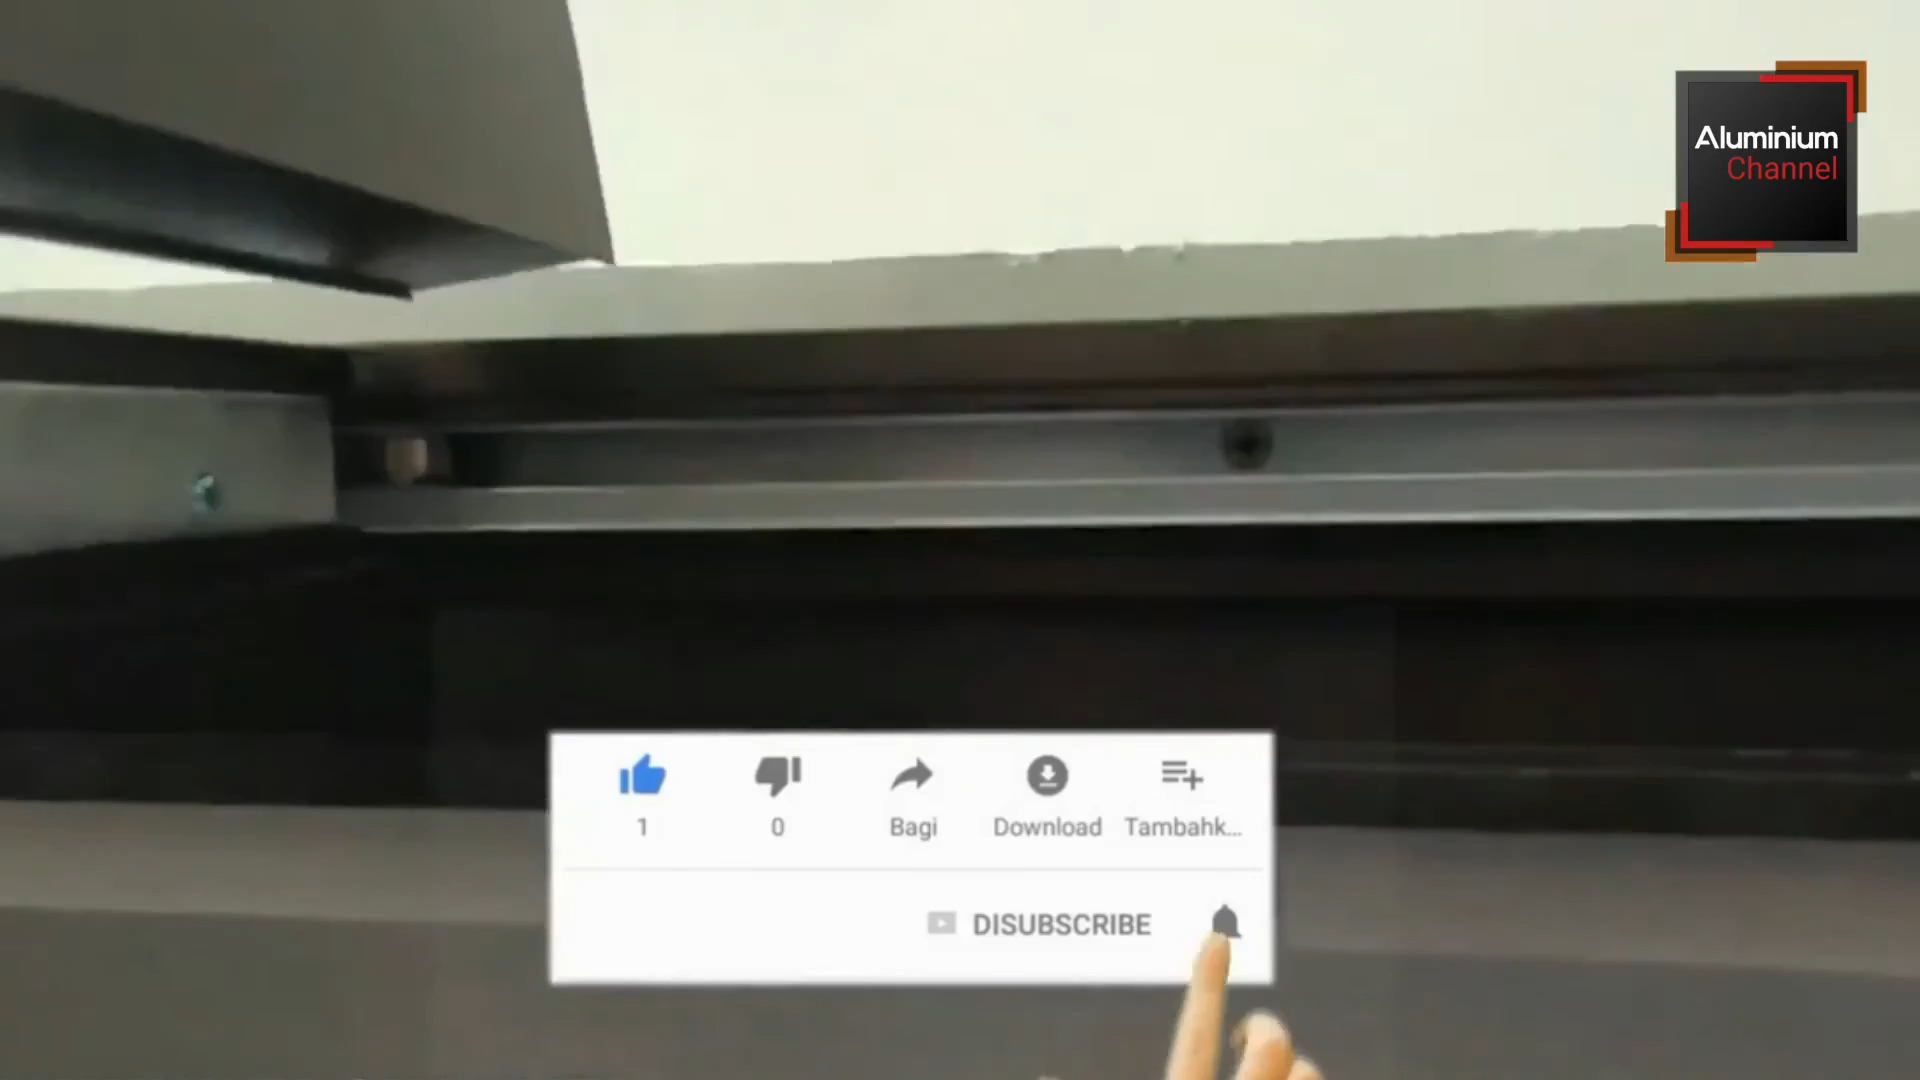 Aluminium
Channel
1
0
Bagi
Download
Tambahk...
DISUBSCRIBE